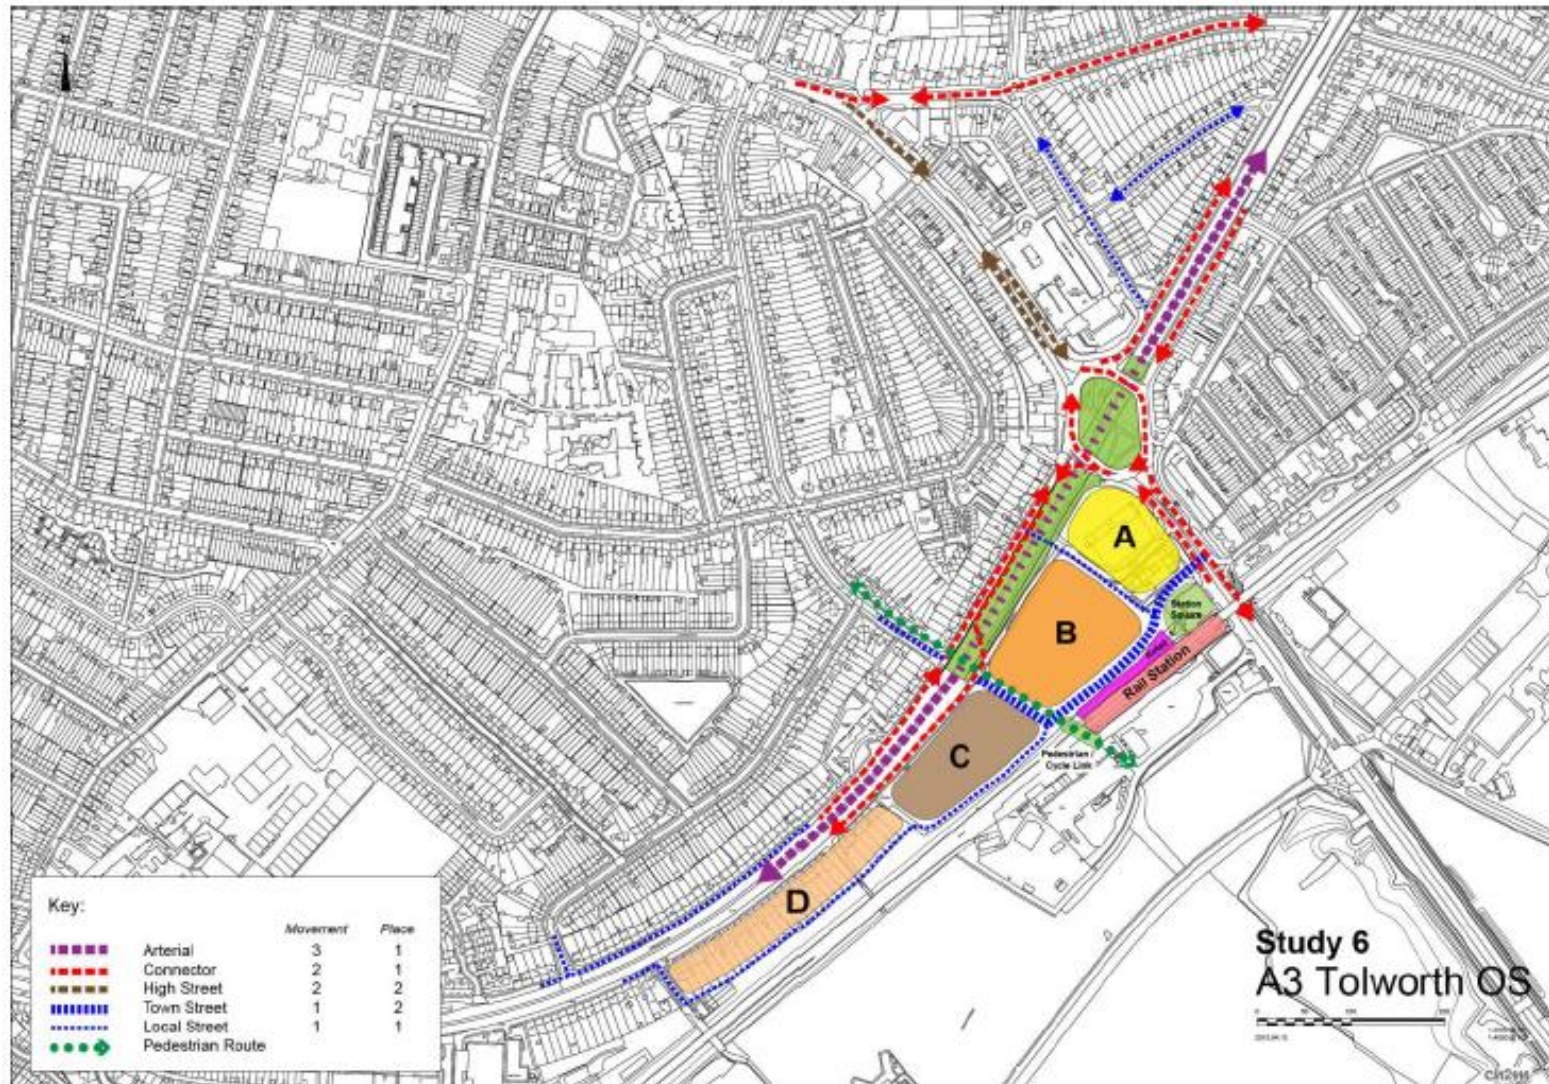 A
Station
Square
B
Rail Station
C
Pedestrian /
Cycle Link
D
Key:
Movement Place
Arterial 3 1
Connector 2 1
High Street 2 2
Town Street 1 2
Local Street 1 1
Pedestrian Route
Study 6
A3 Tolworth OS